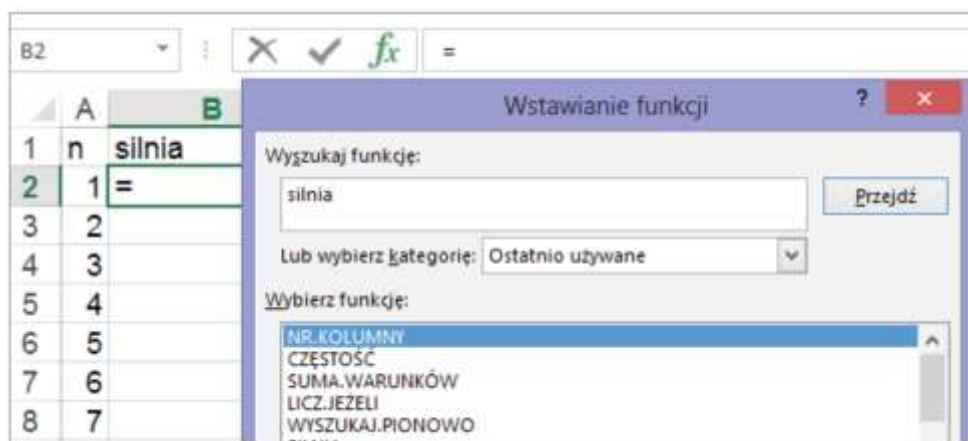 B2 fx =
A B
1 n silnia
2 1 =
3 2
4 3
5 4
6 5
7 6
8 7
Wstawianie funkcji ? ×
Wyszukaj funkcję:
silnia
Przejdź
Lub wybierz kategorię: Ostatnio używane
Wybierz funkcję:
NR.KOLUMNY
CZĘSTOŚĆ
SUMA.WARUNKÓW
LICZ.JEŻELI
WYSZUKAJ.PIONOWO